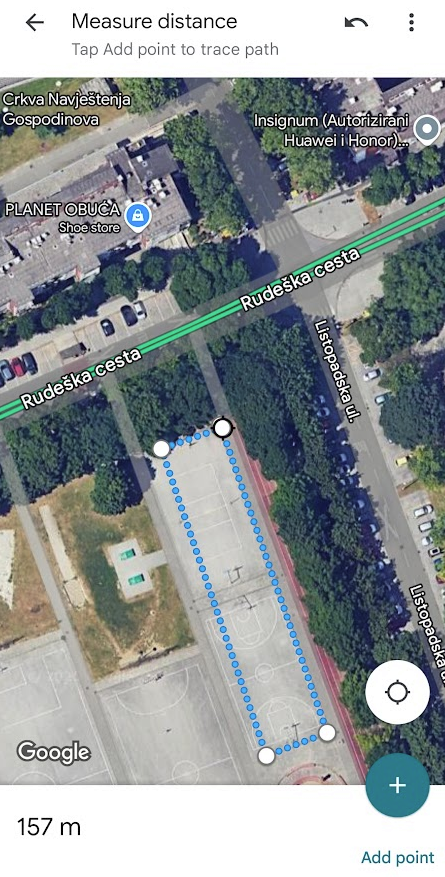 Measure distance
Tap Add point to trace path
Crkva Navještenja
Gospodinova
Insignum (Autorizirani
Huawei i Honor)...
PLANET OBUĆA
Shoe store
Rudeška cesta
Rudeška cesta
Listopadska ul.
Listopadska u
Google
157 m
Add point